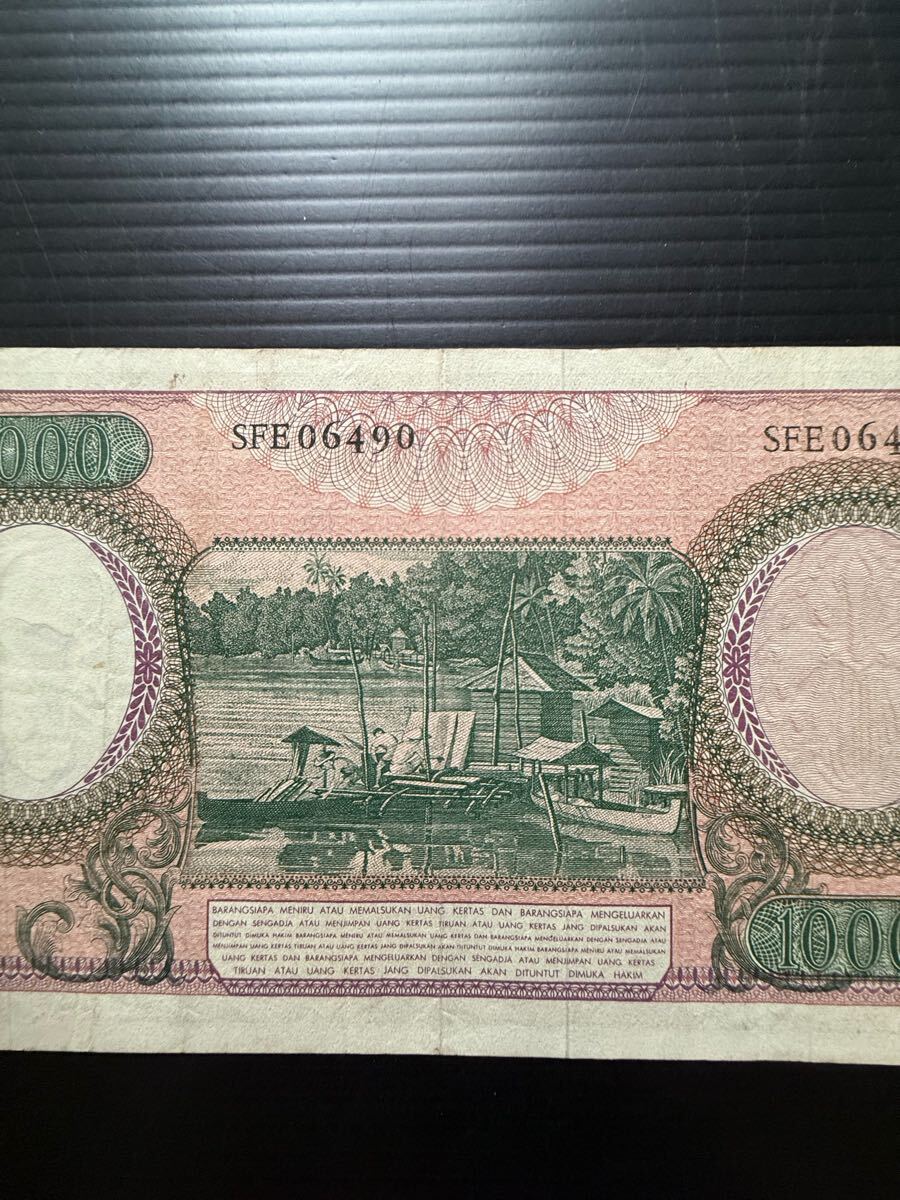 000
SFE06490
SFE064
BARANGSIAPA MENIRU ATAU MEMALSUKAN UANG KERTAS DAN BARANGSIAPA MENGELUARKAN
DENGAN SENGADJA ATAU MENJIMPAN UANG KERTAS TIRUAN ATAU UANG KERTAS JANG DIPALSUKAN AKAN
DITUNTUT DIMUKA HAKIM BARANGSIAPA MENIRU ATAU MEMALSUKAN UANG KERTAS DAN BARANGSIAPA MENGELUARKAN DENGAN SENGADJA ATAU
MENJIMPAN UANG KERTAS TIRUAN ATAU UANG KERTAS JANG DIPALSUKAN AKAN DITUNTUT DIMUKA HAKIM BARANGSIAPA MENIRU ATAU MEMALSUKAN
UANG KERTAS DAN BARANGSIAPA MENGELUARKAN DENGAN SENGADJA ATAU MENJIMPAN UANG KERTAS
TIRUAN ATAU UANG KERTAS JANG DIPALSUKAN AKAN DITUNTUT DIMUKA HAKIM
1000